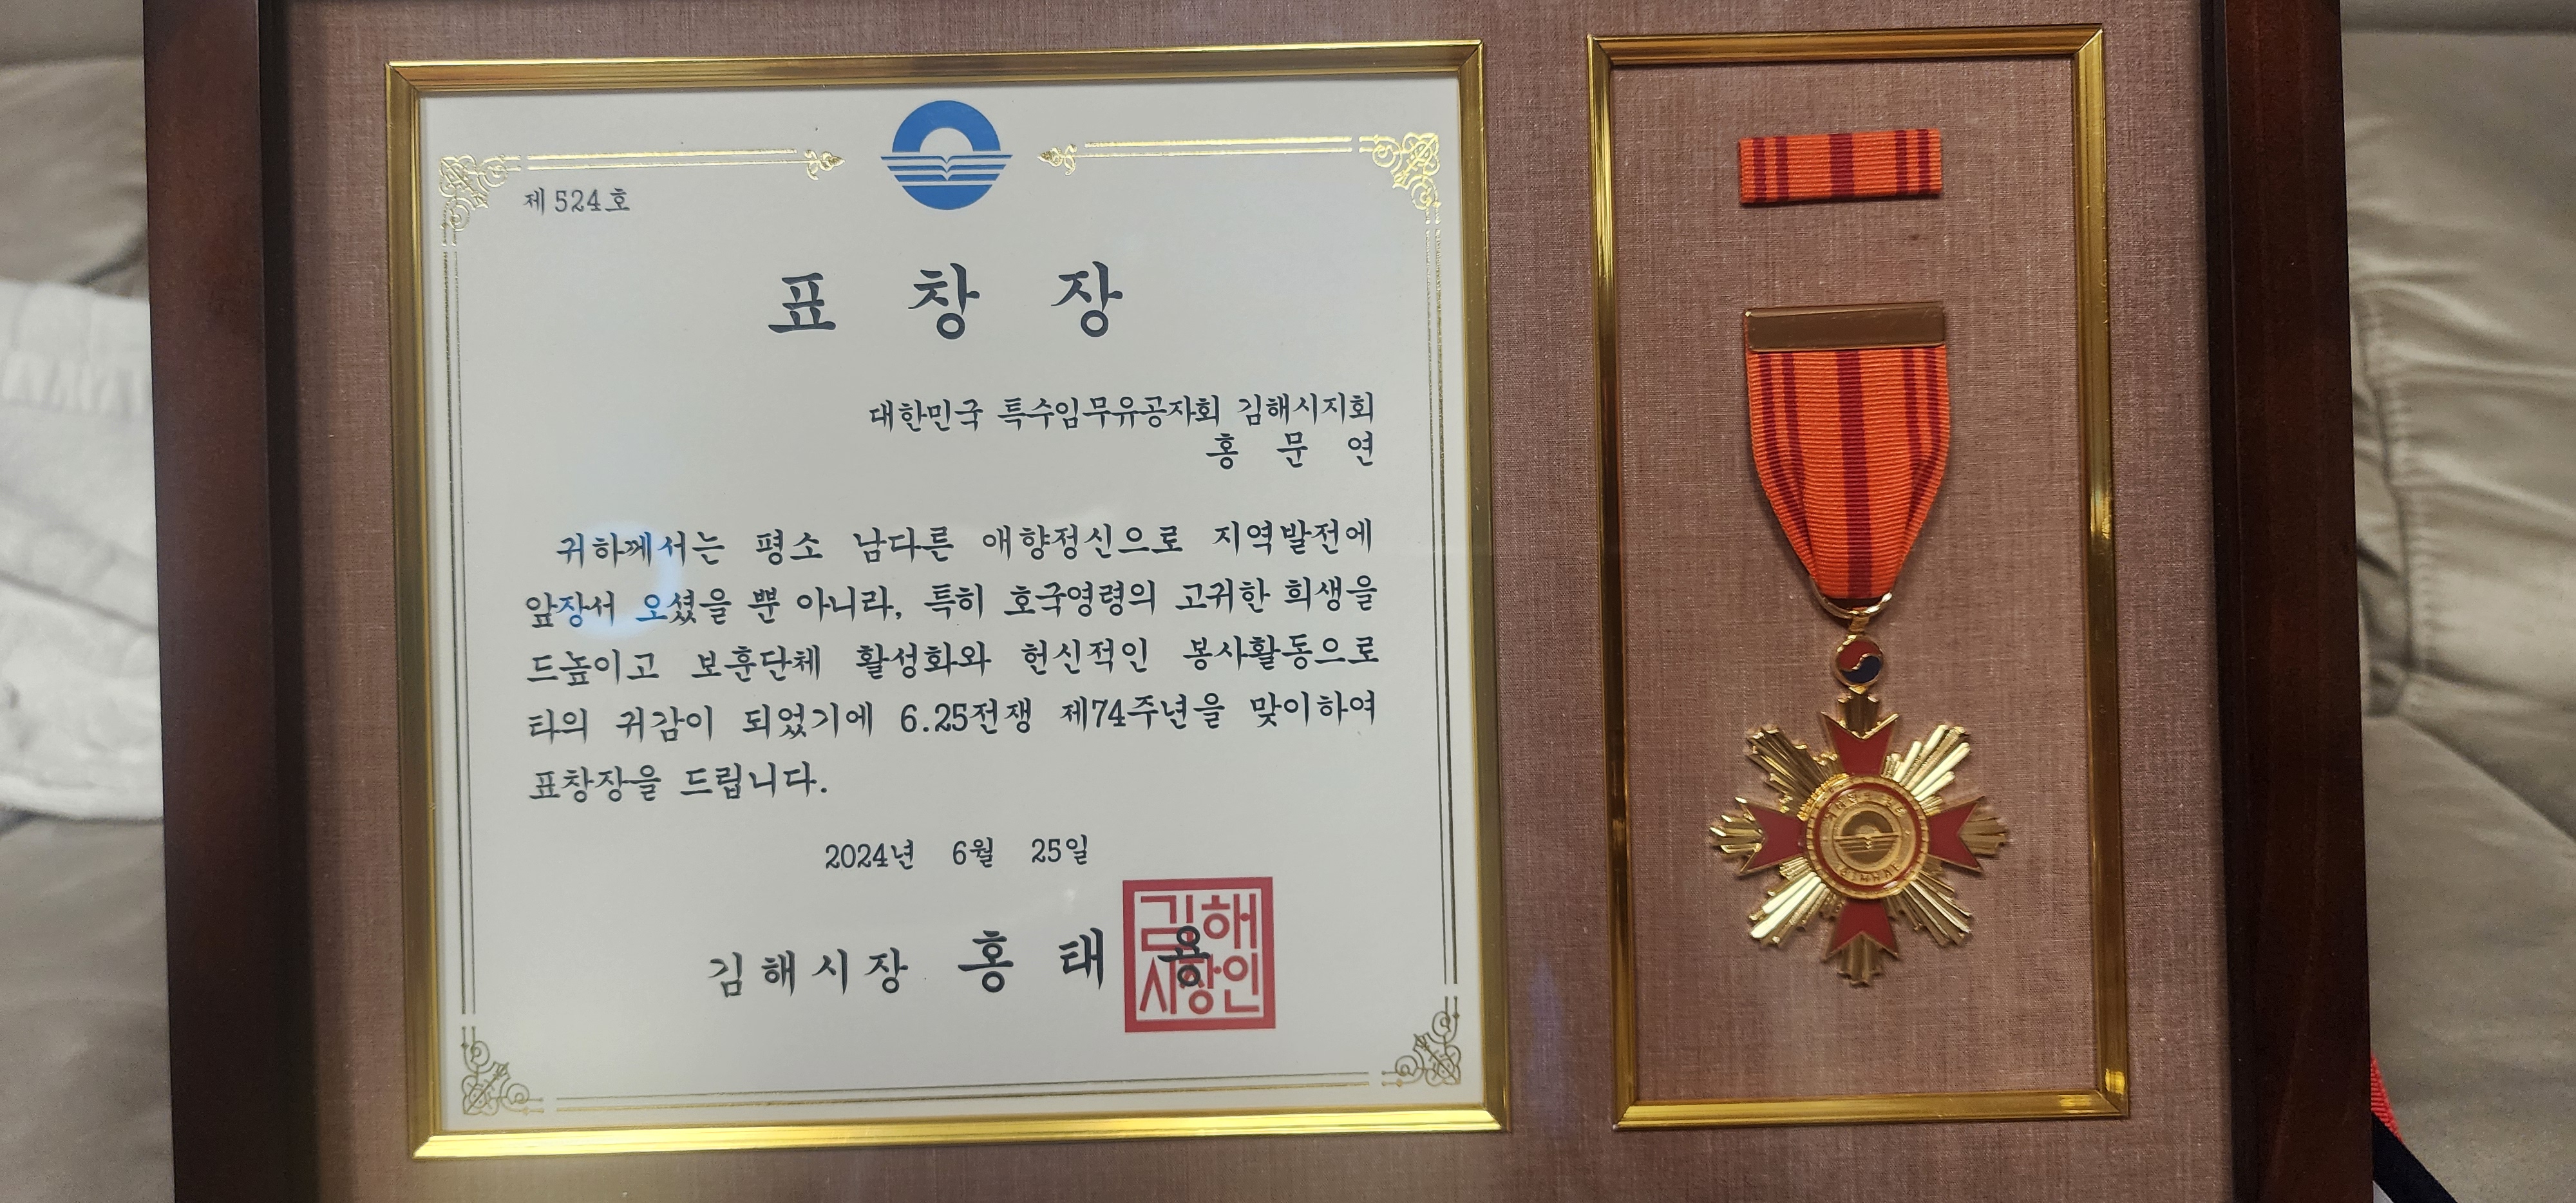 제 524 호
표 창 장
대한민국 특수임무유공자회 김해시지회
홍 문 연
귀하께서는 평소 남다른 애향정신으로 지역발전에
앞장서 오셨을 뿐 아니라, 특히 호국영령의 고귀한 희생을
드높이고 보훈단체 활성화와 헌신적인 봉사활동으로
타의 귀감이 되었기에 6.25전쟁 제74주년을 맞이하여
표창장을 드립니다.
2024년 6월 25일
김해시장 홍 태 용
김해
시장인